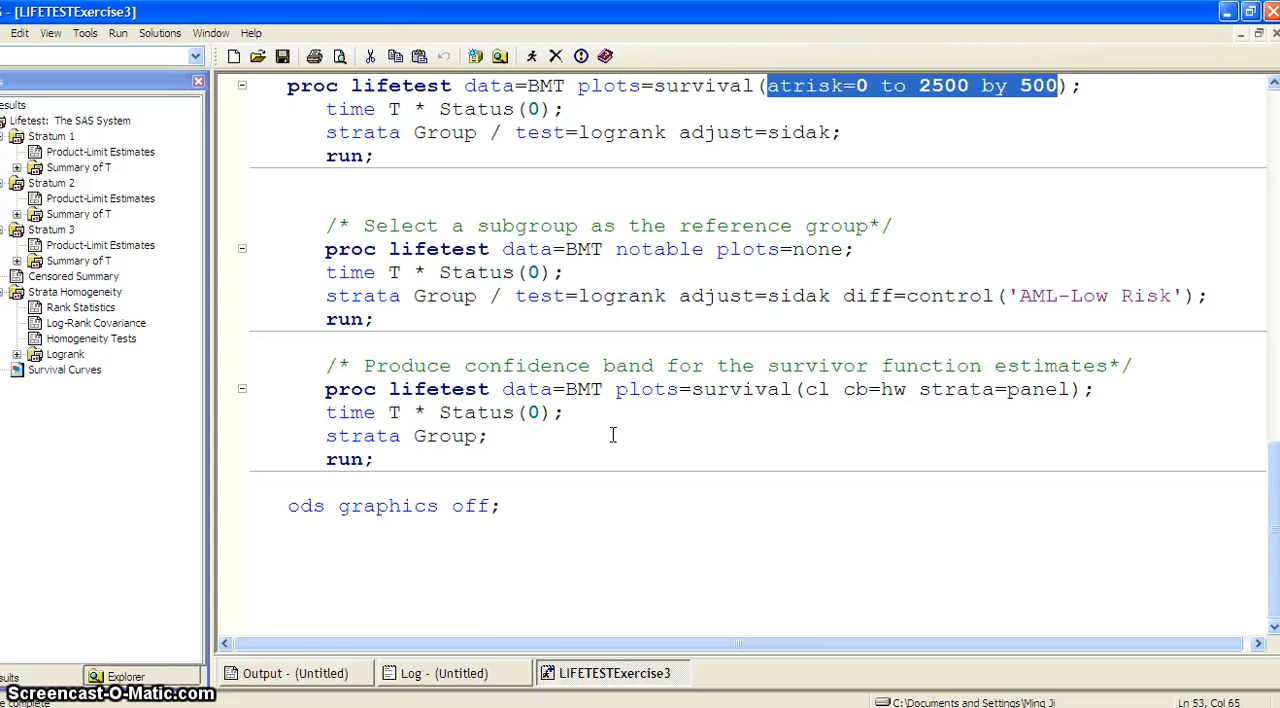 S - [LIFETESTExercise3]
Edit View Tools Run Solutions Window Help
s
esults
Lifetest: The SAS System
Stratum 1
Product-Limit Estimates
Summary of T
Stratum 2
Product-Limit Estimates
Summary of T
Stratum 3
Product-Limit Estimates
Summary of T
Censored Summary
Strata Homogeneity
Rank Statistics
Log-Rank Covariance
Homogeneity Tests
Logrank
Survival Curves
proc lifetest data=BMT plots=survival(atrisk=0 to 2500 by 500);
time T * Status(0);
strata Group / test=logrank adjust=sidak;
run;
/* Select a subgroup as the reference group*/
proc lifetest data=BMT notable plots=none;
time T * Status(0);
strata Group / test=logrank adjust=sidak diff=control('AML-Low Risk');
run;
/* Produce confidence band for the survivor function estimates*/
proc lifetest data=BMT plots=survival(cl cb=hw strata=panel);
time T * Status(0);
strata Group;
run;
ods graphics off;
sults Explorer
Output - (Untitled) Log - (Untitled) LIFETESTExercise3
Screencast-O-Matic.com
C:\Documents and Settings\Ming Ji Ln 53, Col 65